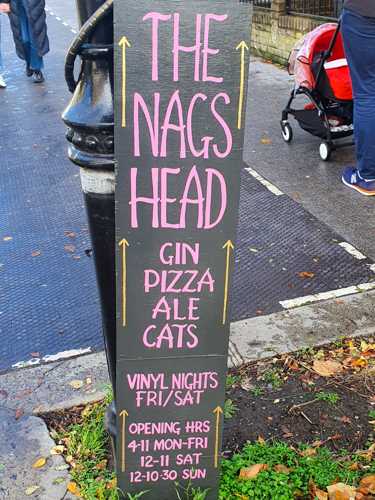 THE
NAGS
HEAD
GIN
PIZZA
ALE
CATS
VINYL NIGHTS
FRI/SAT
OPENING HRS
4-11 MON-FRI
12-11 SAT
12-10·30 SUN